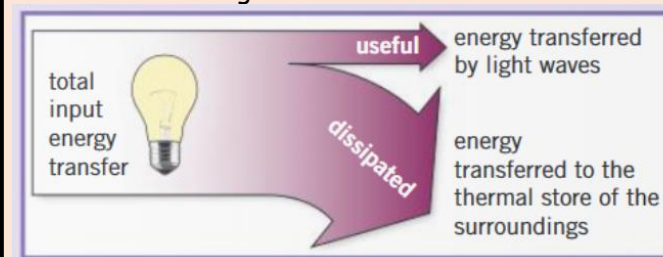 total
input
energy
transfer
useful
energy transferred
by light waves
dissipated
energy
transferred to the
thermal store of the
surroundings